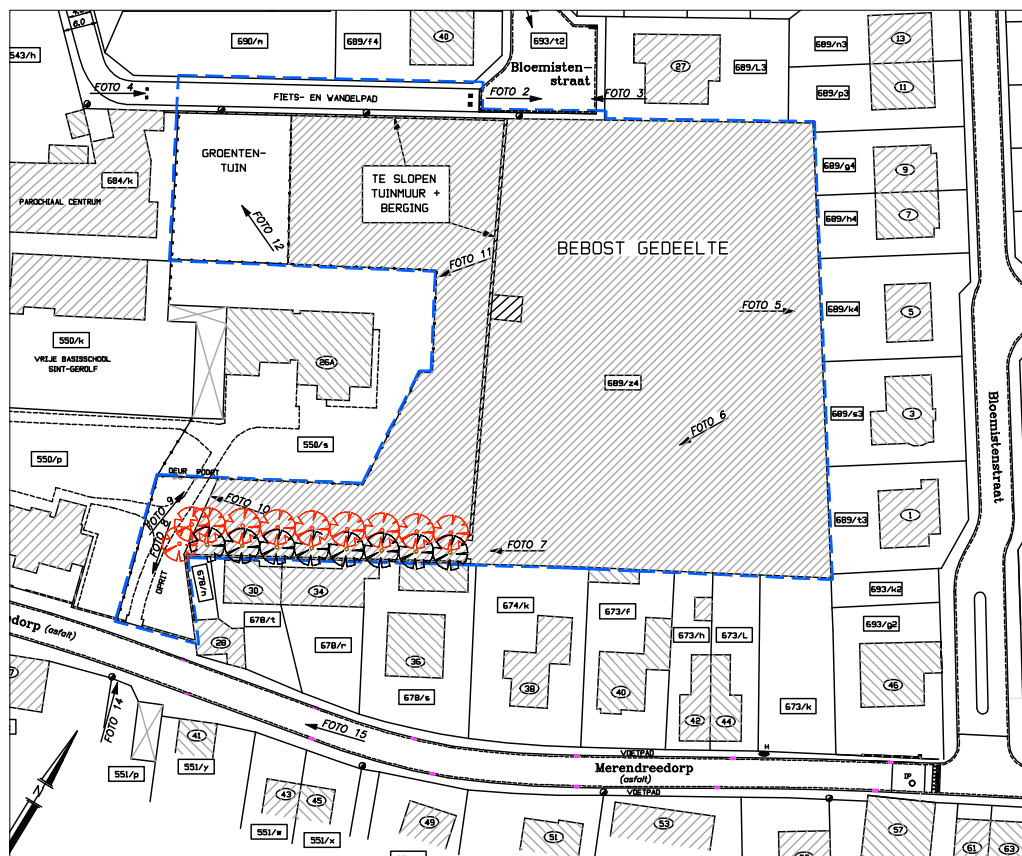 6.0
543/h
690/n
689/f4
40
693/t2
Bloemisten-
straat
27
689/L3
689/n3
13
11
689/p3
FOTO 4
FIETS- EN WANDELPAD
FOTO 2
FOTO 3
GROENTEN-
TUIN
TE SLOPEN
TUINMUUR +
BERGING
684/k
PAROCHIAAL CENTRUM
FOTO 12
FOTO 11
BEBOST GEDEELTE
689/g4
9
689/h4
7
FOTO 5
689/k4
5
550/k
VRIJE BASISSCHOOL
SINT-GEROLF
26A
689/z4
689/s3
3
Bloemistenstraat
FOTO 6
550/s
550/p
DEUR POORT
FOTO 9
FOTO 8
FOTO 10
FOTO 7
689/t3
1
OPRIT
678/n
30
34
678/t
28
678/r
36
678/s
674/k
38
673/f
40
673/h
673/L
42
44
673/k
693/k2
693/g2
46
edorp (asfalt)
FOTO 14
FOTO 15
41
551/y
551/p
N
43
45
551/w
551/x
49
51
53
VOETPAD
Merendreedorp
(asfalt)
VOETPAD
H
IP
57
61
63